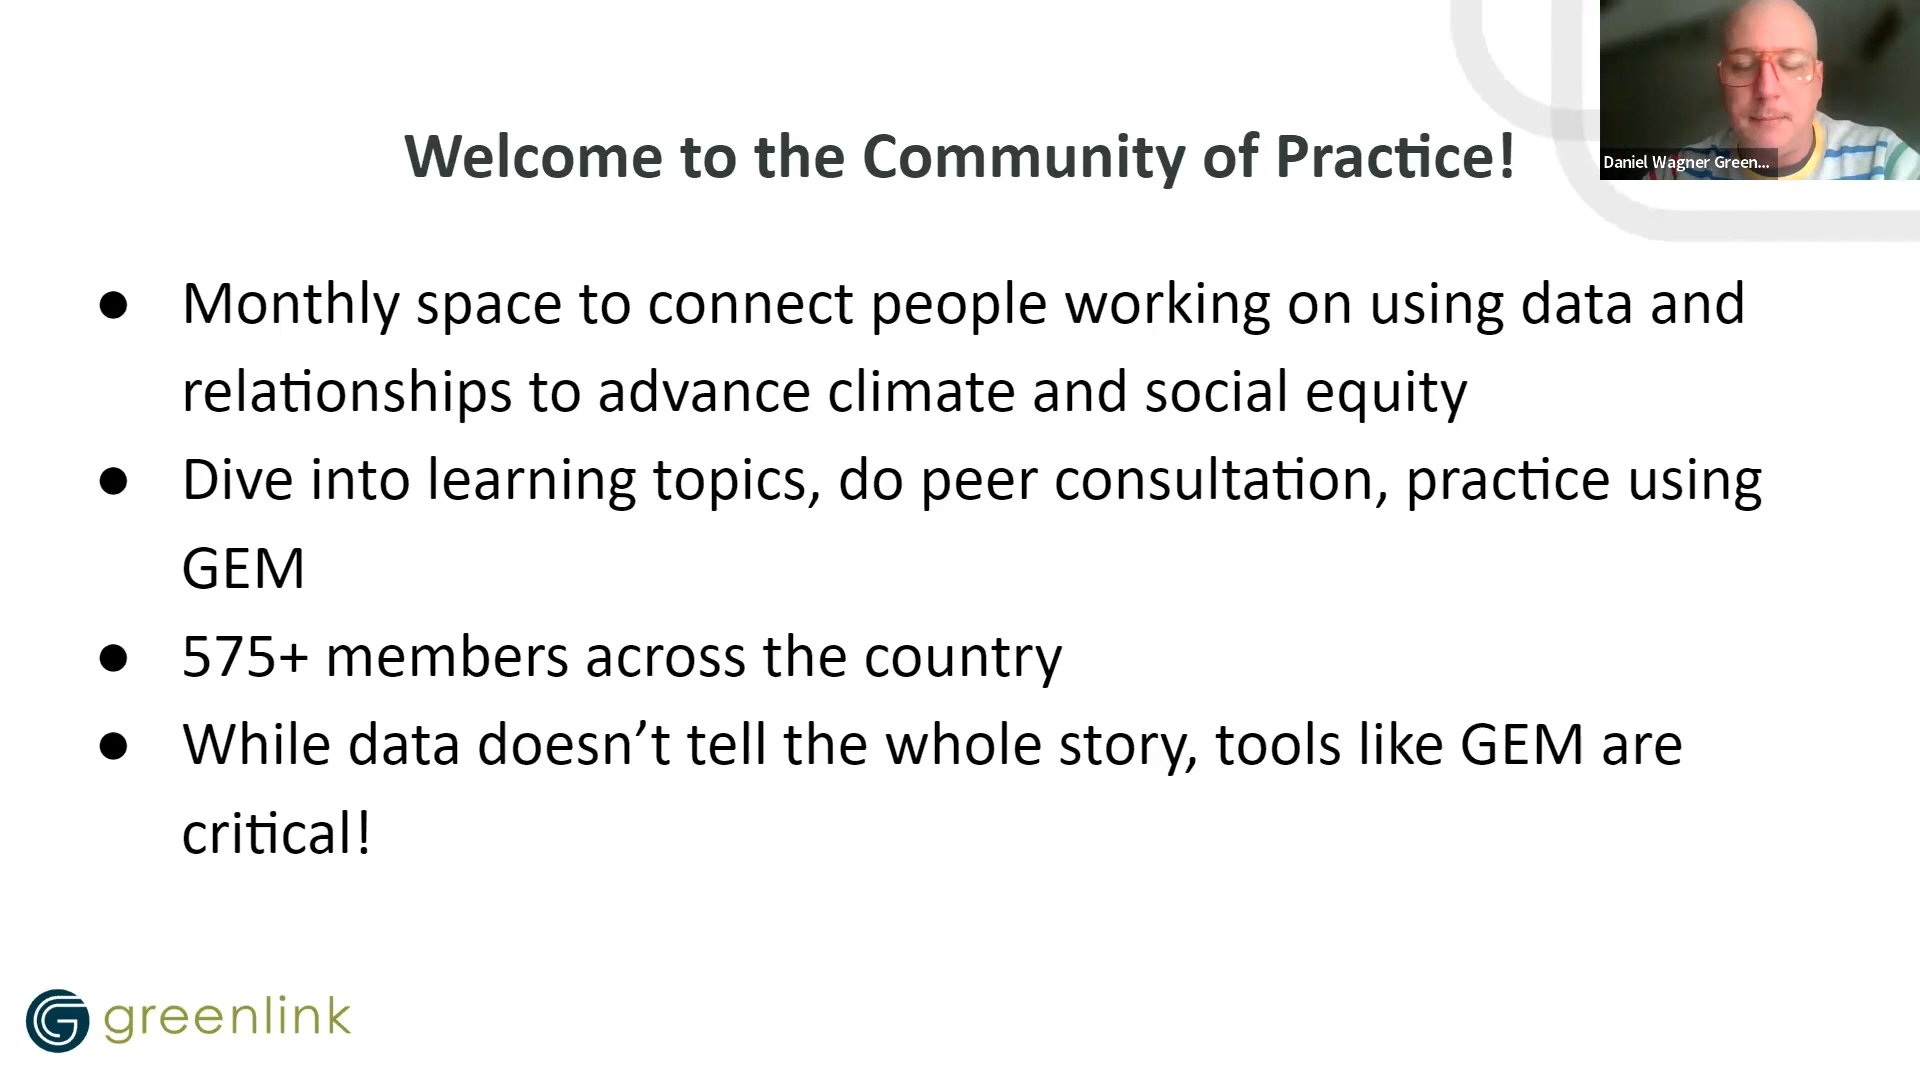 Welcome to the Community of Practice!
Daniel Wagner Green...
● Monthly space to connect people working on using data and
relationships to advance climate and social equity
● Dive into learning topics, do peer consultation, practice using
GEM
● 575+ members across the country
● While data doesn’t tell the whole story, tools like GEM are
critical!
greenlink